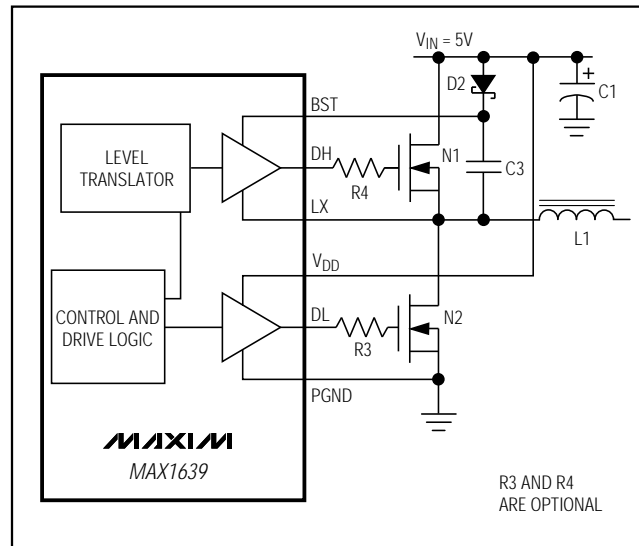 V_IN = 5V
D2
+
C1
BST
LEVEL
TRANSLATOR
DH
R4
N1
C3
LX
L1
V_DD
CONTROL AND
DRIVE LOGIC
DL
R3
N2
PGND
MAXIM
MAX1639
R3 AND R4
ARE OPTIONAL